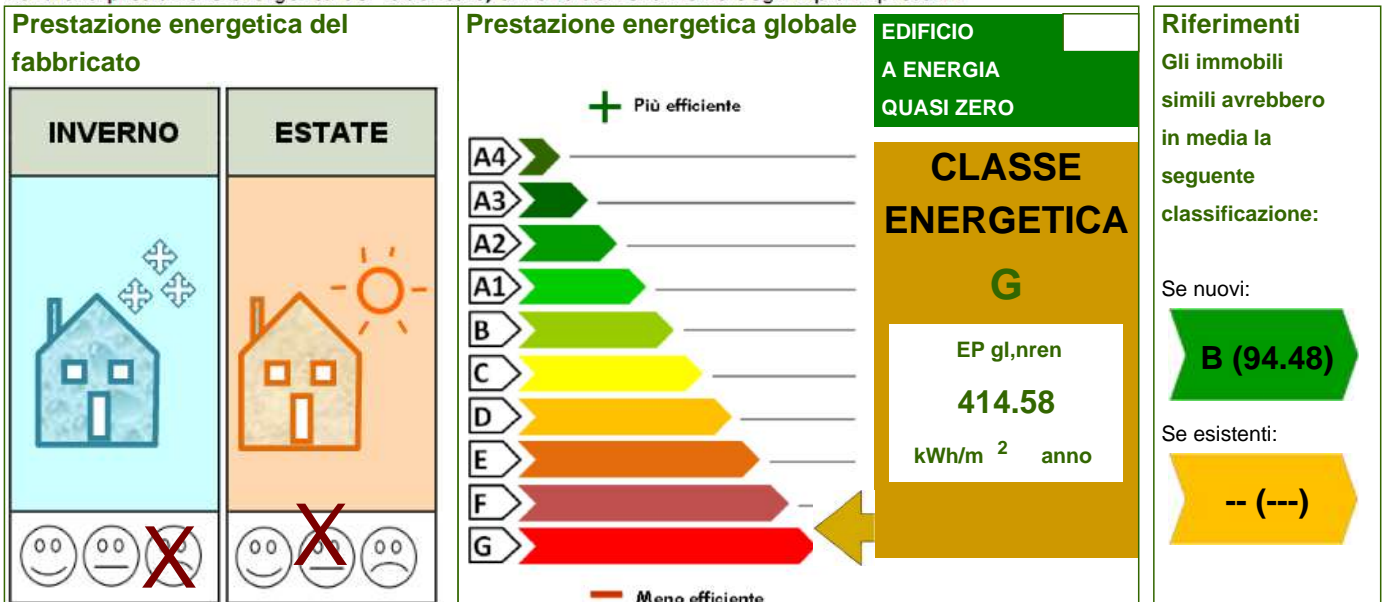 Prestazione energetica del
fabbricato
INVERNO
ESTATE
X
X
Prestazione energetica globale
Più efficiente
A4
A3
A2
A1
B
C
D
E
F
G
Meno efficiente
EDIFICIO
A ENERGIA
QUASI ZERO
CLASSE
ENERGETICA
G
EP gl,nren
414.58
kWh/m 2 anno
Riferimenti
Gli immobili
simili avrebbero
in media la
seguente
classificazione:
Se nuovi:
B (94.48)
Se esistenti:
-- (---)